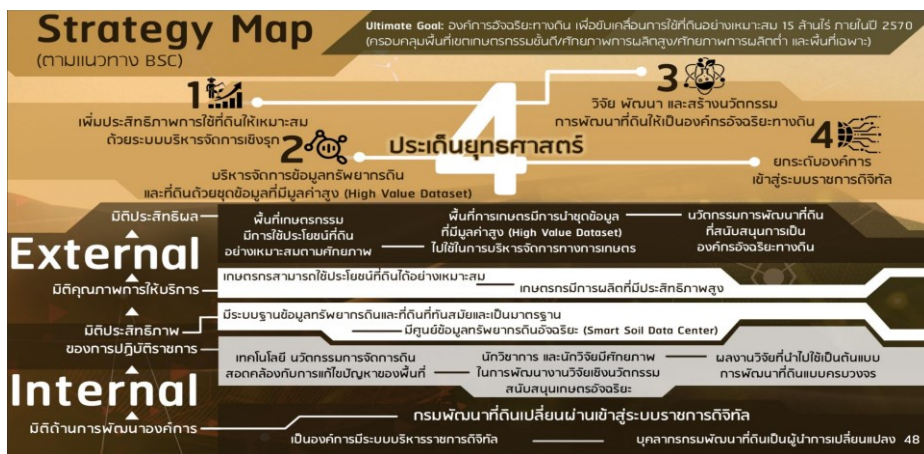 Strategy Map
(ตามแนวทาง BSC)
Ultimate Goal: องค์การอัจฉริยะทางดิน เพื่อขับเคลื่อนการใช้ที่ดินอย่างเหมาะสม 15 ล้านไร่ ภายในปี 2570
(ครอบคลุมพื้นที่เขตเกษตรกรรมชั้นดี/ศักยภาพการผลิตสูง/ศักยภาพการผลิตต่ำ และพื้นที่เฉพาะ)
1
เพิ่มประสิทธิภาพการใช้ที่ดินให้เหมาะสม
ด้วยระบบบริหารจัดการเชิงรุก
2
บริหารจัดการข้อมูลทรัพยากรดิน
และที่ดินด้วยชุดข้อมูลที่มีมูลค่าสูง (High Value Dataset)
4
ประเด็นยุทธศาสตร์
3
วิจัย พัฒนา และสร้างนวัตกรรม
การพัฒนาที่ดินให้เป็นองค์กรอัจฉริยะทางดิน
4
ยกระดับองค์การ
เข้าสู่ระบบราชการดิจิทัล
External
มิติประสิทธิผล
พื้นที่เกษตรกรรม
มีการใช้ประโยชน์ที่ดิน
อย่างเหมาะสมตามศักยภาพ
พื้นที่การเกษตรมีการนำชุดข้อมูล
ที่มีมูลค่าสูง (High Value Dataset)
ไปใช้ในการบริหารจัดการทางการเกษตร
นวัตกรรมการพัฒนาที่ดิน
ที่สนับสนุนการเป็น
องค์กรอัจฉริยะทางดิน
มิติคุณภาพการให้บริการ
เกษตรกรสามารถใช้ประโยชน์ที่ดินได้อย่างเหมาะสม
เกษตรกรมีการผลิตที่มีประสิทธิภาพสูง
มิติประสิทธิภาพ
ของการปฏิบัติราชการ
มีระบบฐานข้อมูลทรัพยากรดินและที่ดินที่ทันสมัยและเป็นมาตรฐาน
มีศูนย์ข้อมูลทรัพยากรดินอัจฉริยะ (Smart Soil Data Center)
เทคโนโลยี นวัตกรรมการจัดการดิน
สอดคล้องกับการแก้ไขปัญหาของพื้นที่
นักวิชาการ และนักวิจัยมีศักยภาพ
ในการพัฒนางานวิจัยเชิงนวัตกรรม
สนับสนุนเกษตรอัจฉริยะ
ผลงานวิจัยที่นำไปใช้เป็นต้นแบบ
การพัฒนาที่ดินแบบครบวงจร
Internal
มิติด้านการพัฒนาองค์การ
กรมพัฒนาที่ดินเปลี่ยนผ่านเข้าสู่ระบบราชการดิจิทัล
เป็นองค์การมีระบบบริหารราชการดิจิทัล
บุคลากรกรมพัฒนาที่ดินเป็นผู้นำการเปลี่ยนแปลง 48